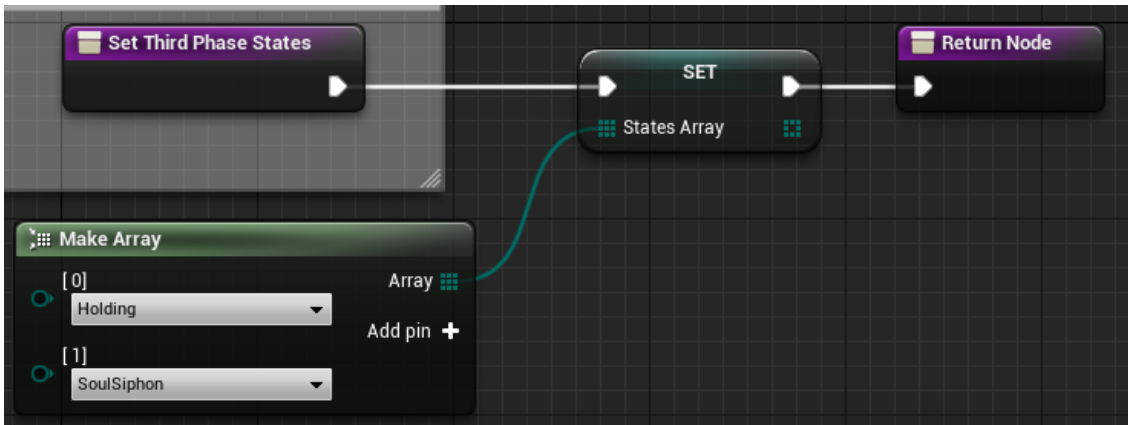 Set Third Phase States
SET
Return Node
States Array
Make Array
[ 0]
Array
Holding
Add pin
[ 1]
SoulSiphon